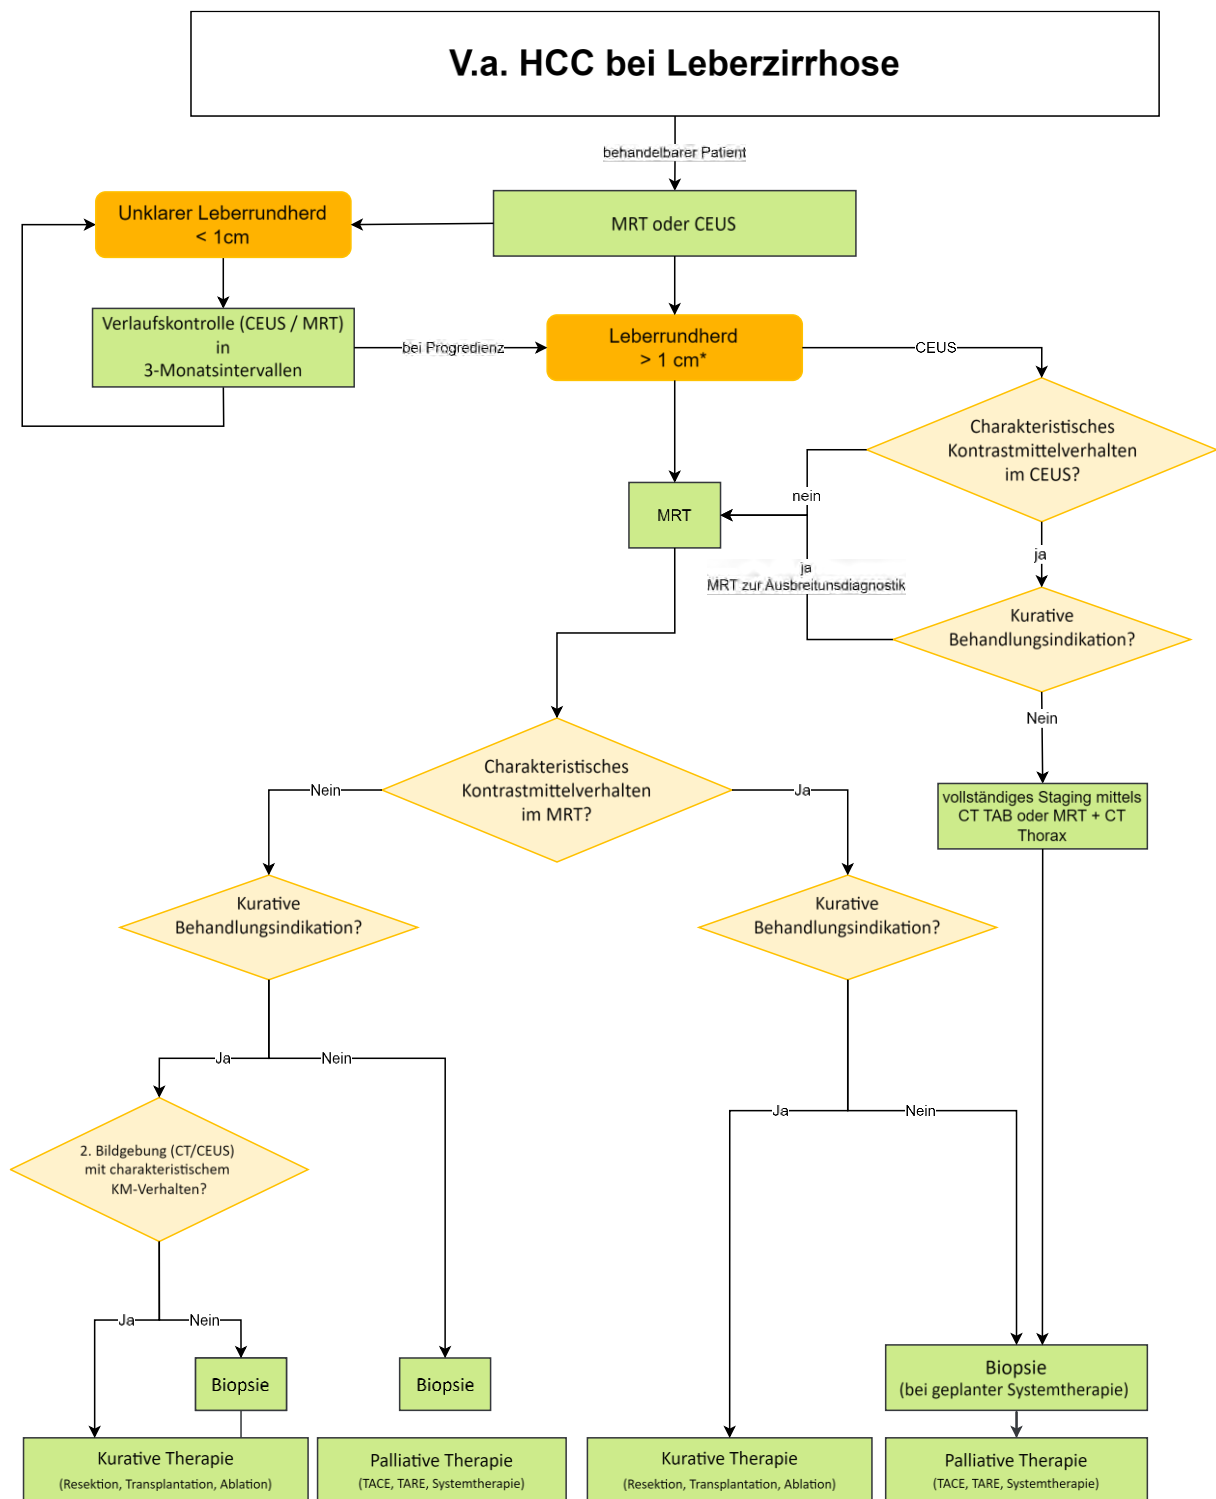 V.a. HCC bei Leberzirrhose
behandelbarer Patient
Unklarer Leberrundherd
< 1cm
MRT oder CEUS
Verlaufskontrolle (CEUS / MRT)
in
3-Monatsintervallen
bei Progredienz
Leberrundherd
> 1 cm*
CEUS
Charakteristisches
Kontrastmittelverhalten
im CEUS?
nein
MRT
ja
ja
MRT zur Ausbreitunsdiagnostik
Kurative
Behandlungsindikation?
Nein
Charakteristisches
Kontrastmittelverhalten
im MRT?
Nein
Ja
vollständiges Staging mittels
CT TAB oder MRT + CT
Thorax
Kurative
Behandlungsindikation?
Kurative
Behandlungsindikation?
Ja
Nein
Ja
Nein
2. Bildgebung (CT/CEUS)
mit charakteristischem
KM-Verhalten?
Ja
Nein
Biopsie
Biopsie
Biopsie
(bei geplanter Systemtherapie)
Kurative Therapie
(Resektion, Transplantation, Ablation)
Palliative Therapie
(TACE, TARE, Systemtherapie)
Kurative Therapie
(Resektion, Transplantation, Ablation)
Palliative Therapie
(TACE, TARE, Systemtherapie)